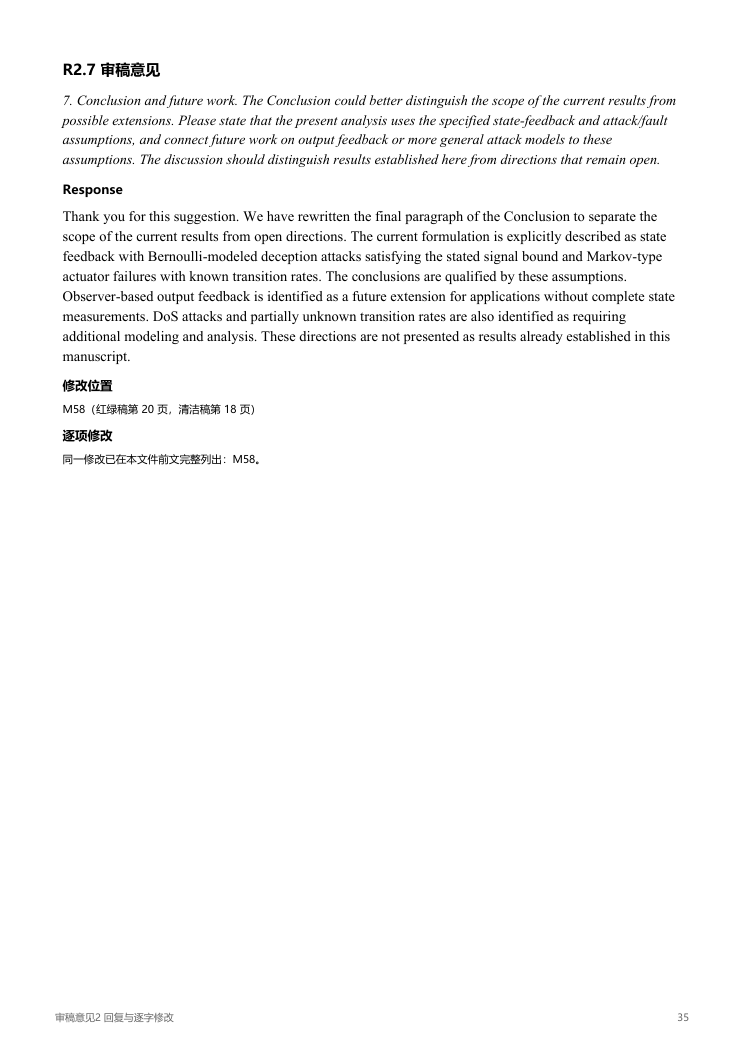 R2.7 审稿意见
7. Conclusion and future work. The Conclusion could better distinguish the scope of the current results from
possible extensions. Please state that the present analysis uses the specified state-feedback and attack/fault
assumptions, and connect future work on output feedback or more general attack models to these
assumptions. The discussion should distinguish results established here from directions that remain open.
Response
Thank you for this suggestion. We have rewritten the final paragraph of the Conclusion to separate the
scope of the current results from open directions. The current formulation is explicitly described as state
feedback with Bernoulli-modeled deception attacks satisfying the stated signal bound and Markov-type
actuator failures with known transition rates. The conclusions are qualified by these assumptions.
Observer-based output feedback is identified as a future extension for applications without complete state
measurements. DoS attacks and partially unknown transition rates are also identified as requiring
additional modeling and analysis. These directions are not presented as results already established in this
manuscript.
修改位置
M58（红绿稿第 20 页，清洁稿第 18 页）
逐项修改
同一修改已在本文件前文完整列出：M58。
审稿意见2 回复与逐字修改
35